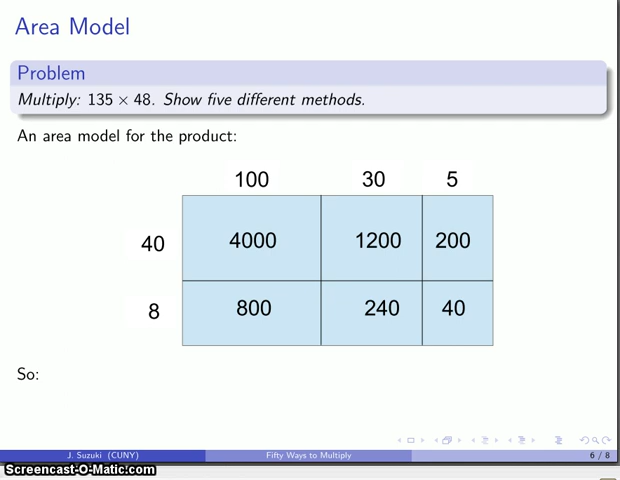 Area Model
Problem
Multiply: 135 × 48. Show five different methods.
An area model for the product:
100 30 5
40 4000 1200 200
8 800 240 40
So:
J. Suzuki (CUNY) Fifty Ways to Multiply 6 / 8
Screencast-O-Matic.com